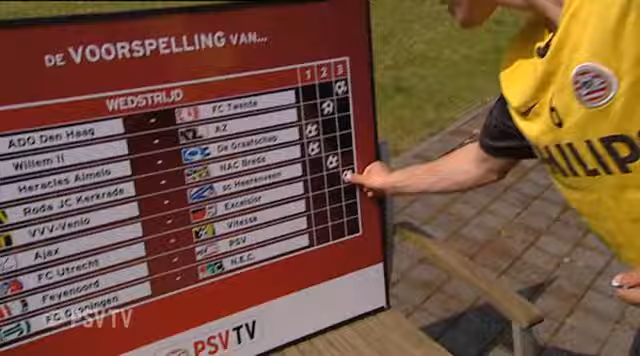 DE VOORSPELLING VAN...
WEDSTRIJD 1 2 3
ADO Den Haag - FC Twente
Willem II - AZ
Heracles Almelo - De Graafschap
Roda JC Kerkrade - NAC Breda
VVV-Venlo - sc Heerenveen
Ajax - Excelsior
FC Utrecht - Vitesse
Feyenoord - PSV
FC Groningen - N.E.C.
PSV TV
PSV TV
PHILIP